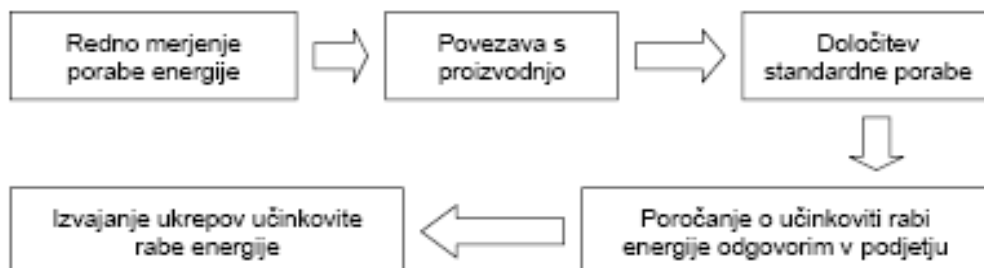 Redno merjenje
porabe energije
Povezava s
proizvodnjo
Določitev
standardne porabe
Poročanje o učinkoviti rabi
energije odgovorim v podjetju
Izvajanje ukrepov učinkovite
rabe energije